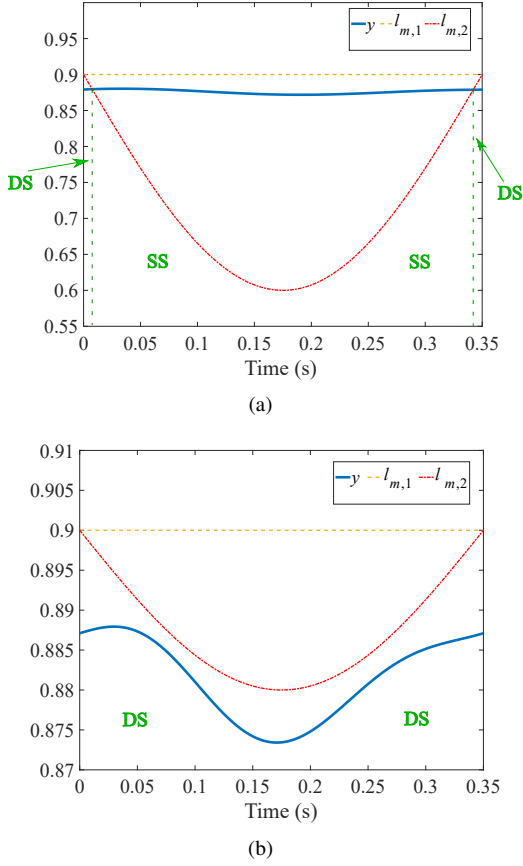 y l_{m,1} l_{m,2}
0.95
0.9
0.85
0.8
0.75
0.7
0.65
0.6
0.55
DS
DS
SS
SS
0 0.05 0.1 0.15 0.2 0.25 0.3 0.35
Time (s)
(a)
0.91
y l_{m,1} l_{m,2}
0.905
0.9
0.895
0.89
0.885
0.88
0.875
0.87
DS DS
0 0.05 0.1 0.15 0.2 0.25 0.3 0.35
Time (s)
(b)